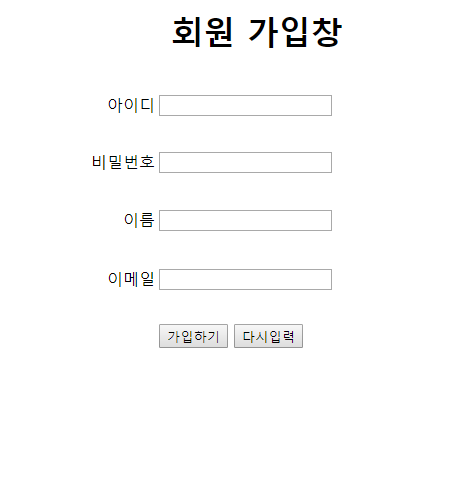 회원 가입창
아이디
비밀번호
이름
이메일
가입하기 다시입력